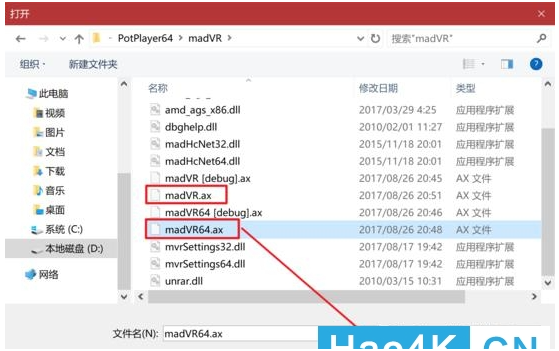 打开
PotPlayer64 > madVR >
搜索"madVR"
组织
新建文件夹
名称
修改日期
类型
此电脑
视频
图片
文档
下载
音乐
桌面
系统 (C:)
本地磁盘 (D:)
网络
amd_ags_x86.dll 2017/03/29 4:25 应用程序扩展
dbghelp.dll 2010/02/01 11:27 应用程序扩展
madHcNet32.dll 2015/11/18 20:01 应用程序扩展
madHcNet64.dll 2015/11/18 20:01 应用程序扩展
madVR [debug].ax 2017/08/26 20:45 AX 文件
madVR.ax 2017/08/26 20:51 AX 文件
madVR64 [debug].ax 2017/08/26 20:46 AX 文件
madVR64.ax 2017/08/26 20:48 AX 文件
mvrSettings32.dll 2017/08/17 19:42 应用程序扩展
mvrSettings64.dll 2017/08/17 19:42 应用程序扩展
unrar.dll 2010/03/15 10:31 应用程序扩展
文件名(N):
madVR64.ax
Hao4K.CN